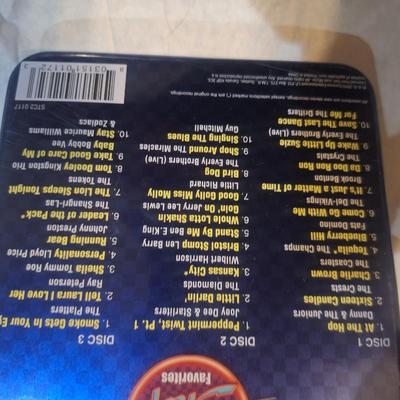 Favorites
DISC 1
1. At The Hop
Danny & The Juniors
2. Sixteen Candles
The Crests
3. Charlie Brown
The Coasters
4. Tequila* The Champs
5. Blueberry Hill
Fats Domino
6. Come Go With Me
The Del-Vikings
7. It's Just A Matter of Time
Brook Benton
8. Da Doo Ron Ron
The Crystals
9. Wake Up Little Suzie
The Everly Brothers (Live)
10. Save The Last Dance
For Me The Drifters
DISC 2
1. Peppermint Twist, Pt. 1
Joey Dee & Starliters
2. Little Darlin'
The Diamonds
3. Kansas City*
Wilbert Harrison
4. Bristol Stomp Len Barry
5. Stand By Me Ben E.King
6. Whole Lotta Shakin'
Goin On Jerry Lee Lewis
7. Good Golly Miss Molly
Little Richard
8. Bird Dog
The Everly Brothers (Live)
9. Shop Around The Miracles
10. Singing The Blues
Guy Mitchell
DISC 3
1. Smoke Gets In Your Ey
The Platters
2. Tell Laura I Love Her
Ray Peterson
3. Sheila Tommy Roe
4. Personality Lloyd Price
5. Running Bear
Johnny Preston
6. Leader of the Pack*
The Shangri-Las
7. The Lion Sleeps Tonight
The Tokens
8. Tom Dooley Kingston Trio
9. Take Good Care of My
Baby Bobby Vee
10. Stay Maurice Williams
& Zodiacs
STC2 0117
03151 01172